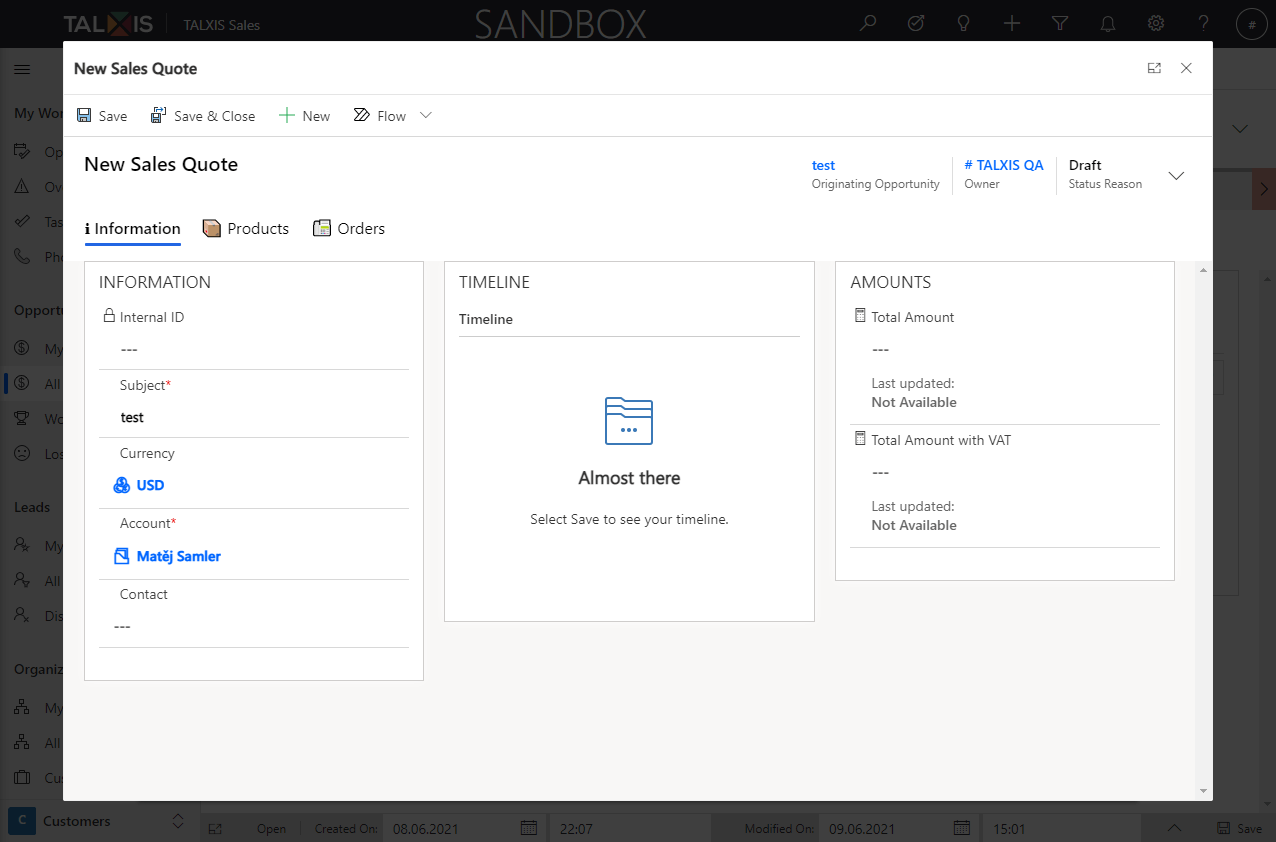 TALXIS
TALXIS Sales
SANDBOX
#
New Sales Quote
Save
Save & Close
New
Flow
New Sales Quote
test
Originating Opportunity
# TALXIS QA
Owner
Draft
Status Reason
Information
Products
Orders
INFORMATION
Internal ID
---
Subject*
test
Currency
USD
Account*
Matěj Samler
Contact
---
TIMELINE
Timeline
Almost there
Select Save to see your timeline.
AMOUNTS
Total Amount
---
Last updated:
Not Available
Total Amount with VAT
---
Last updated:
Not Available
My Wor
Op
Ov
Tas
Pho
Opportu
My
All
Wo
Los
Leads
My
All
Dis
Organiz
My
All
Cus
C
Customers
Open
Created On:
08.06.2021
22:07
Modified On:
09.06.2021
15:01
Save